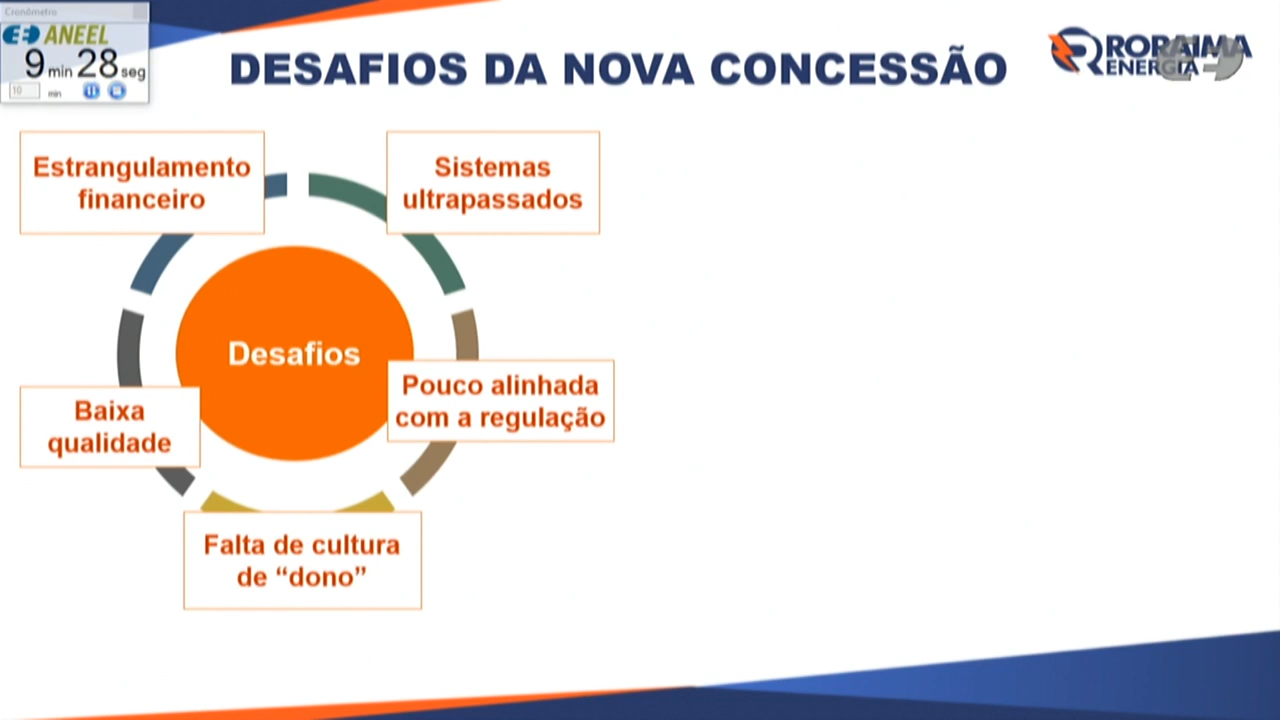 Cronômetro
ANEEL
9 min 28 seg
10 min
DESAFIOS DA NOVA CONCESSÃO
RORAIMA
ENERGIA
Estrangulamento
financeiro
Sistemas
ultrapassados
Desafios
Pouco alinhada
com a regulação
Baixa
qualidade
Falta de cultura
de “dono”